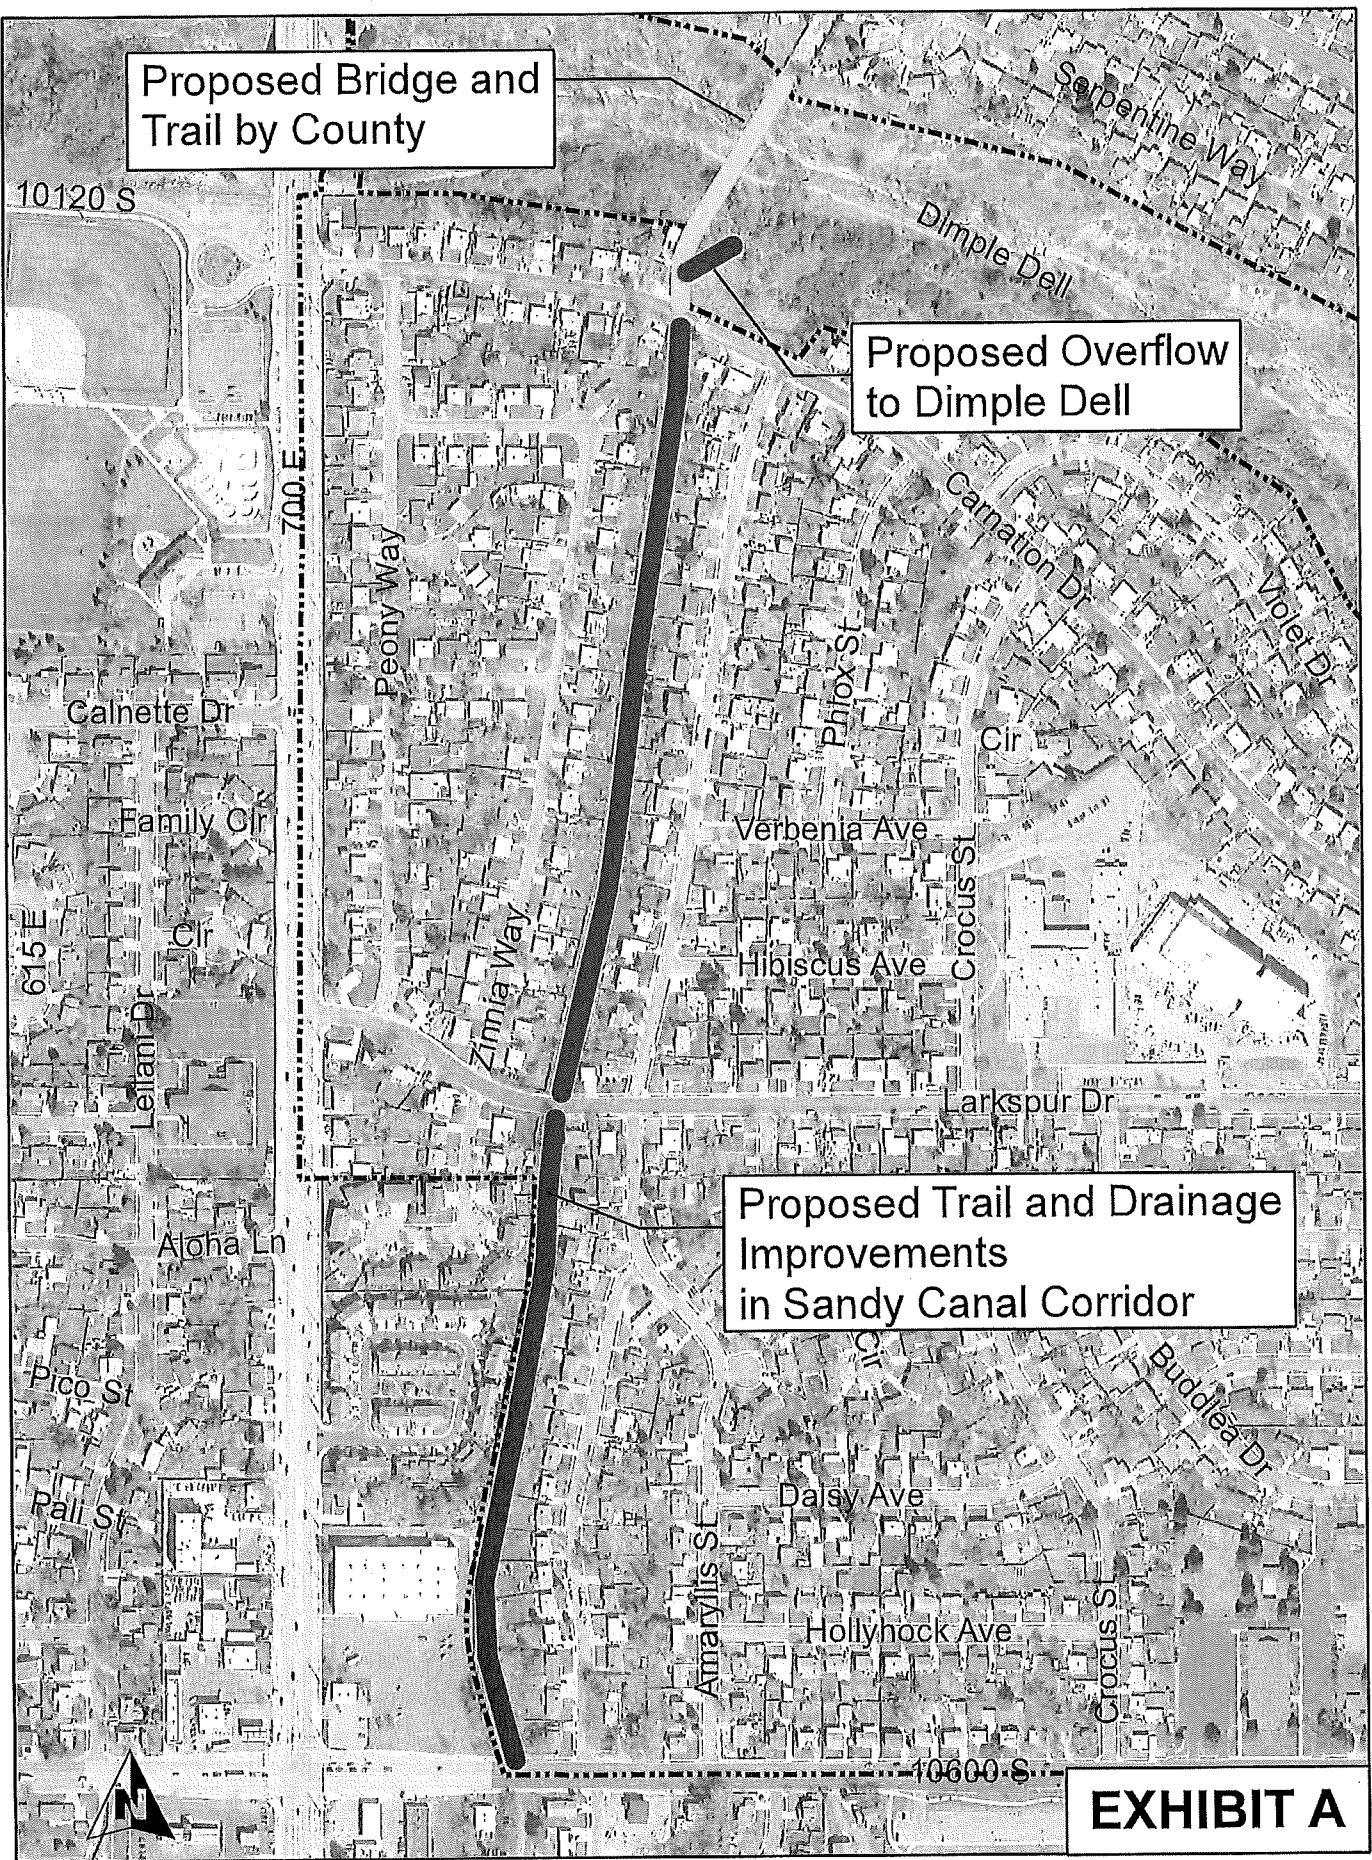 Proposed Bridge and
Trail by County
Serpentine Way
10120 S
Dimple Dell
Proposed Overflow
to Dimple Dell
700 E
Carnation Dr
Peony Way
Violet Dr
Phlox St
Calnette Dr
Cir
Family Cir
Verbenia Ave
Crocus St
615 E
Cir
Zinnia Way
Hibiscus Ave
Leilani Dr
Larkspur Dr
Proposed Trail and Drainage
Improvements
in Sandy Canal Corridor
Aloha Ln
Cir
Pico St
Buddlea Dr
Daisy Ave
Pali St
Amaryllis St
Hollyhock Ave
Crocus St
10600 S
N
EXHIBIT A